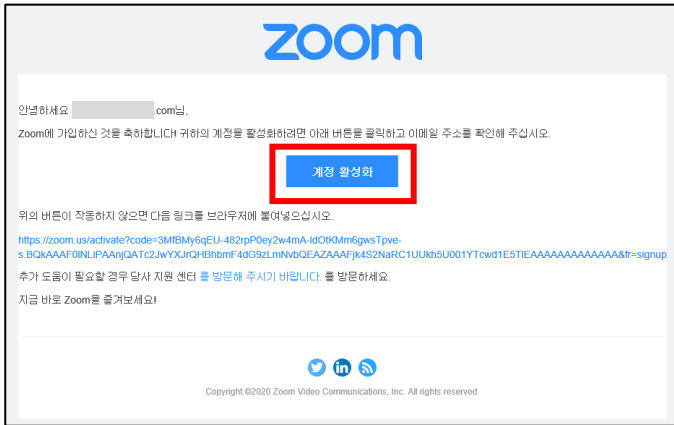 zoom
안녕하세요 .com님,
Zoom에 가입하신 것을 축하합니다! 귀하의 계정을 활성화하려면 아래 버튼을 클릭하고 이메일 주소를 확인해 주십시오.
계정 활성화
위의 버튼이 작동하지 않으면 다음 링크를 브라우저에 붙여넣으십시오.
https://zoom.us/activate?code=3MfBMy6qEU-482rpP0ey2w4mA-IdOtKMm6gwsTpve-
s.BQkAAAF0INLiPAAnjQATc2JwYXJrQHBhbmF4dG9zLmNvbQEAZAAAFjk4S2NaRC1UUkh5U001YTcwd1E5TlEAAAAAAAAAAAAA&fr=signup
추가 도움이 필요할 경우 당사 지원 센터 를 방문해 주시기 바랍니다. 를 방문하세요.
지금 바로 Zoom을 즐겨보세요!
Copyright ©2020 Zoom Video Communications, Inc. All rights reserved.